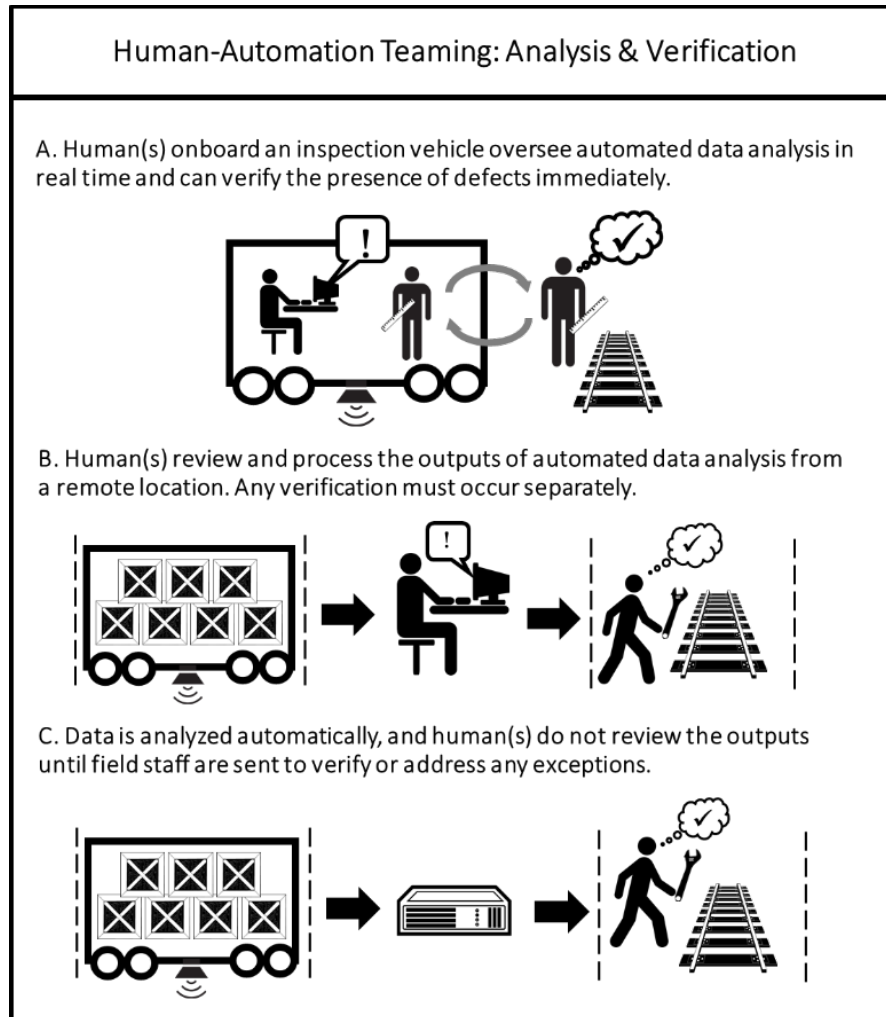 Human-Automation Teaming: Analysis & Verification
A. Human(s) onboard an inspection vehicle oversee automated data analysis in
real time and can verify the presence of defects immediately.
!
B. Human(s) review and process the outputs of automated data analysis from
a remote location. Any verification must occur separately.
!
C. Data is analyzed automatically, and human(s) do not review the outputs
until field staff are sent to verify or address any exceptions.